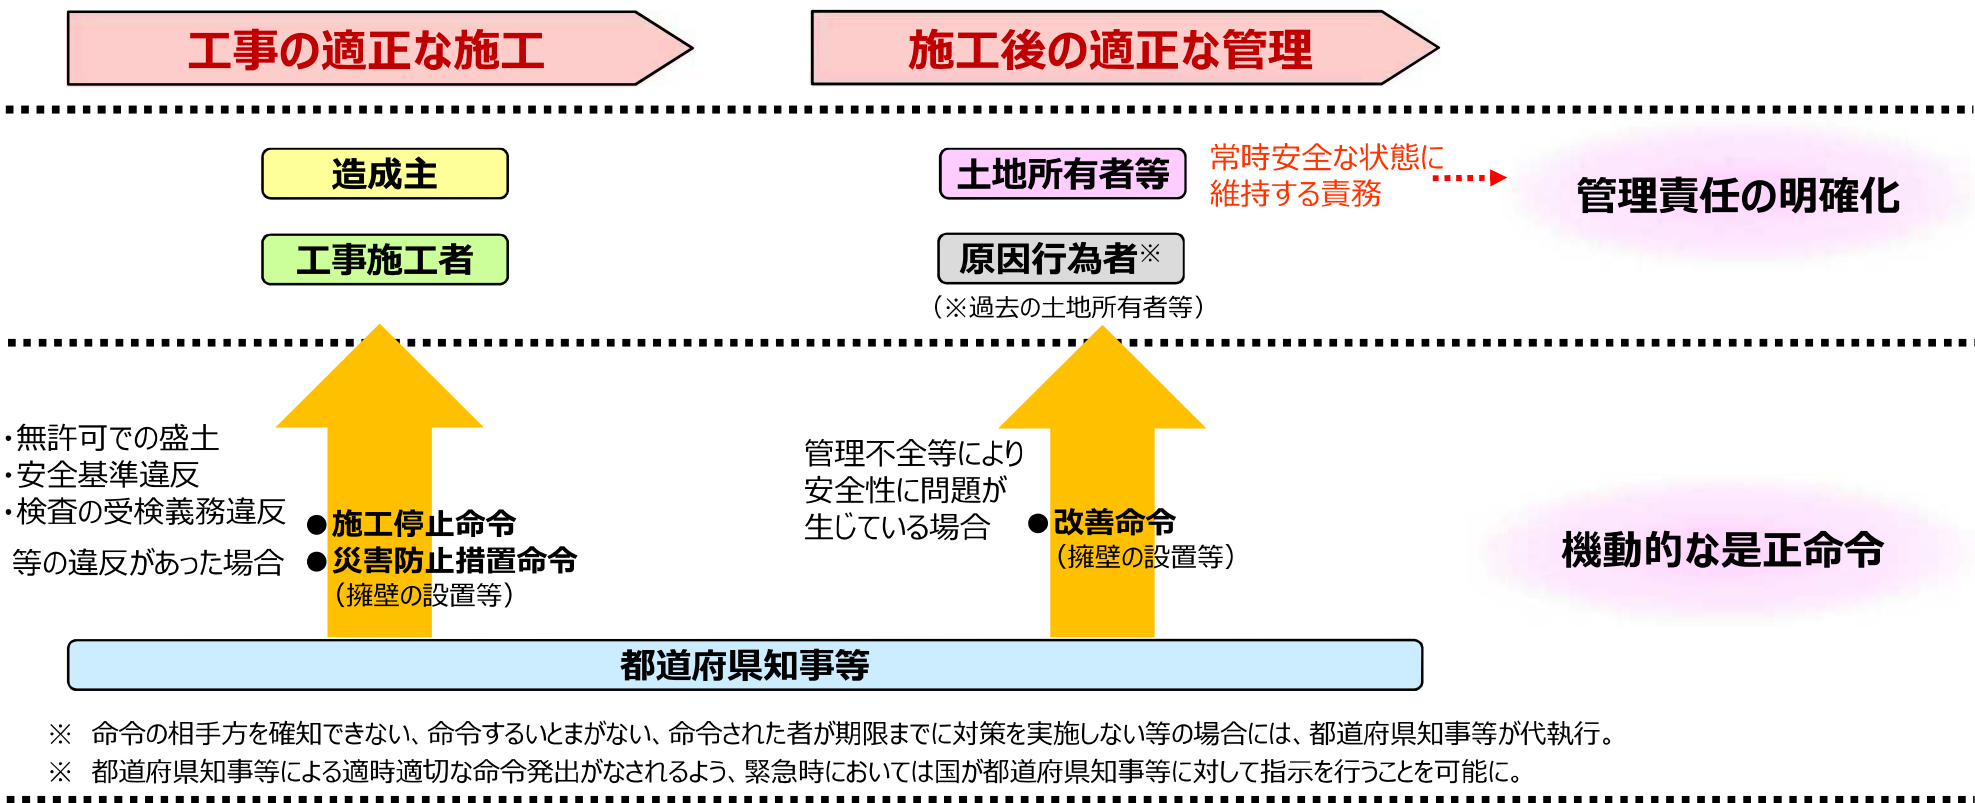 工事の適正な施工
施工後の適正な管理
造成主
工事施工者
土地所有者等
常時安全な状態に
維持する責務
原因行為者※
（※過去の土地所有者等）
管理責任の明確化
・無許可での盛土
・安全基準違反
・検査の受検義務違反
等の違反があった場合
●施工停止命令
●災害防止措置命令
（擁壁の設置等）
管理不全等により
安全性に問題が
生じている場合
●改善命令
（擁壁の設置等）
機動的な是正命令
都道府県知事等
※ 命令の相手方を確知できない、命令するいとまがない、命令された者が期限までに対策を実施しない等の場合には、都道府県知事等が代執行。
※ 都道府県知事等による適時適切な命令発出がなされるよう、緊急時においては国が都道府県知事等に対して指示を行うことを可能に。